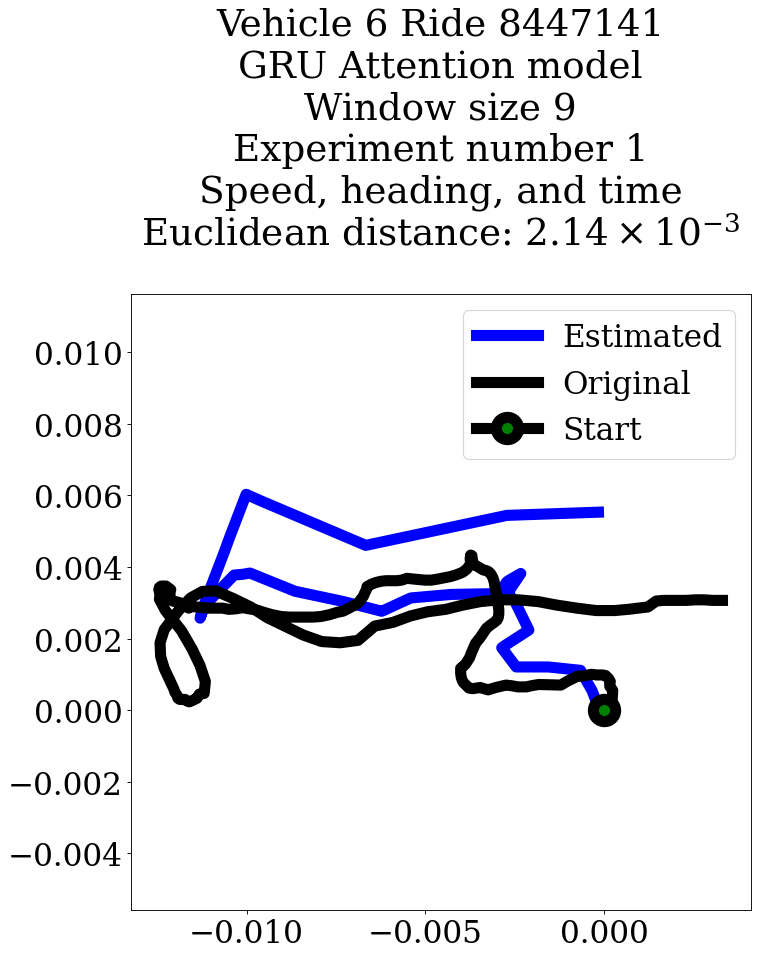 Vehicle 6 Ride 8447141
GRU Attention model
Window size 9
Experiment number 1
Speed, heading, and time
Euclidean distance: 2.14 × 10⁻³
Estimated
Original
Start
0.010
0.008
0.006
0.004
0.002
0.000
−0.002
−0.004
−0.010 −0.005 0.000